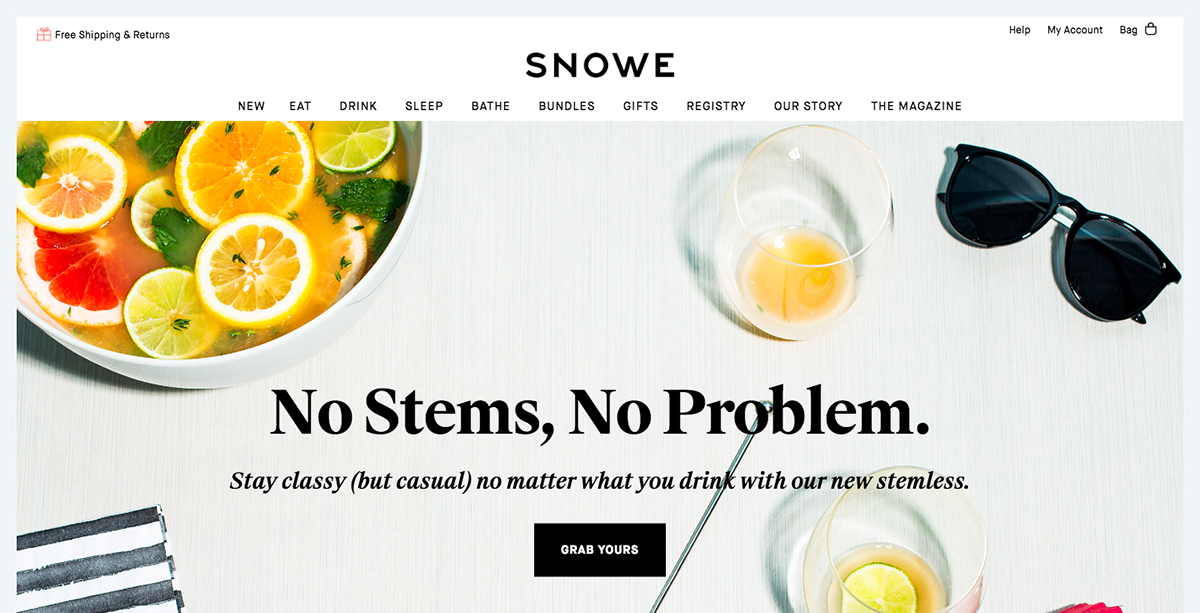 Free Shipping & Returns
Help My Account Bag
SNOWE
NEW EAT DRINK SLEEP BATHE BUNDLES GIFTS REGISTRY OUR STORY THE MAGAZINE
No Stems, No Problem.
Stay classy (but casual) no matter what you drink with our new stemless.
GRAB YOURS